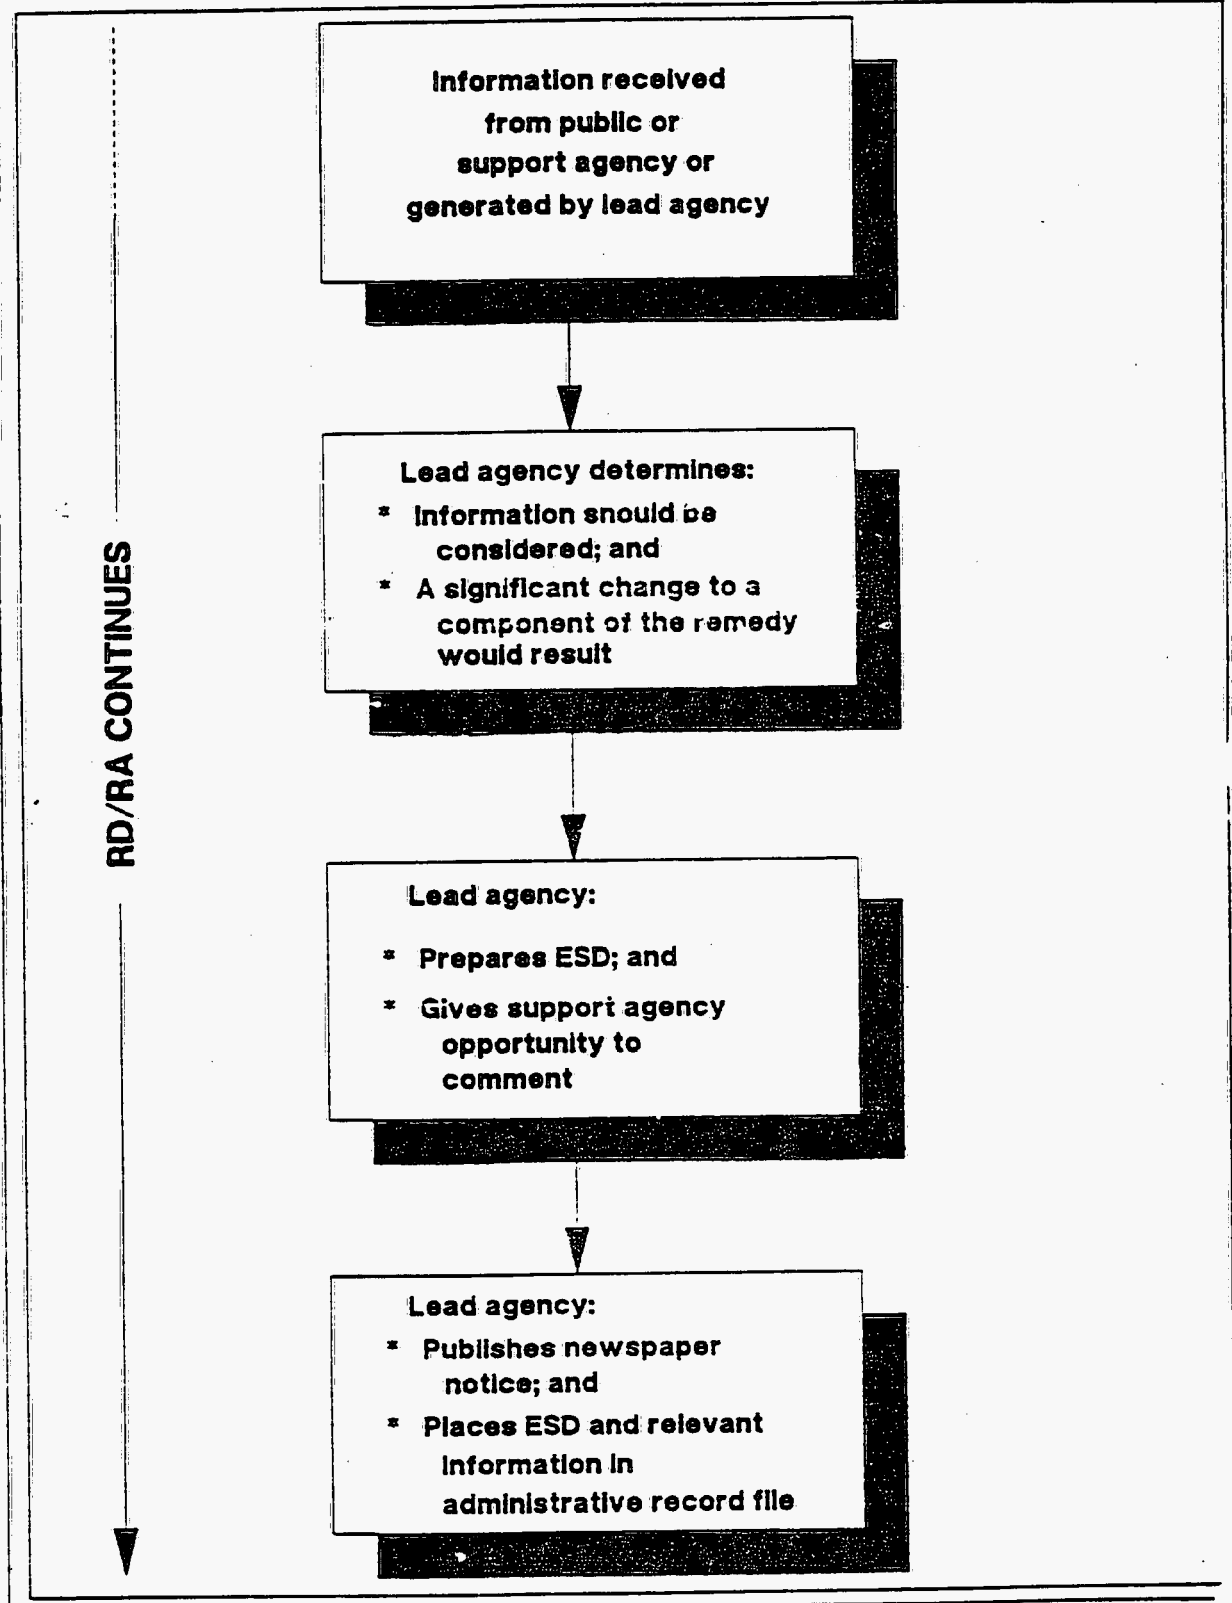 Information received
from public or
support agency or
generated by lead agency
Lead agency determines:
* Information snould be
considered; and
* A significant change to a
component of the remedy
would result
RD/RA CONTINUES
Lead agency:
* Prepares ESD; and
* Gives support agency
opportunity to
comment
Lead agency:
* Publishes newspaper
notice; and
* Places ESD and relevant
information in
administrative record file